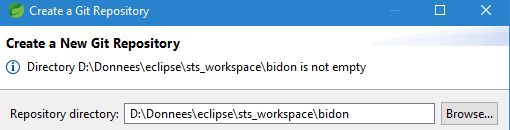 Create a Git Repository
Create a New Git Repository
Directory D:\Donnees\eclipse\sts_workspace\bidon is not empty
Repository directory: D:\Donnees\eclipse\sts_workspace\bidon Browse...